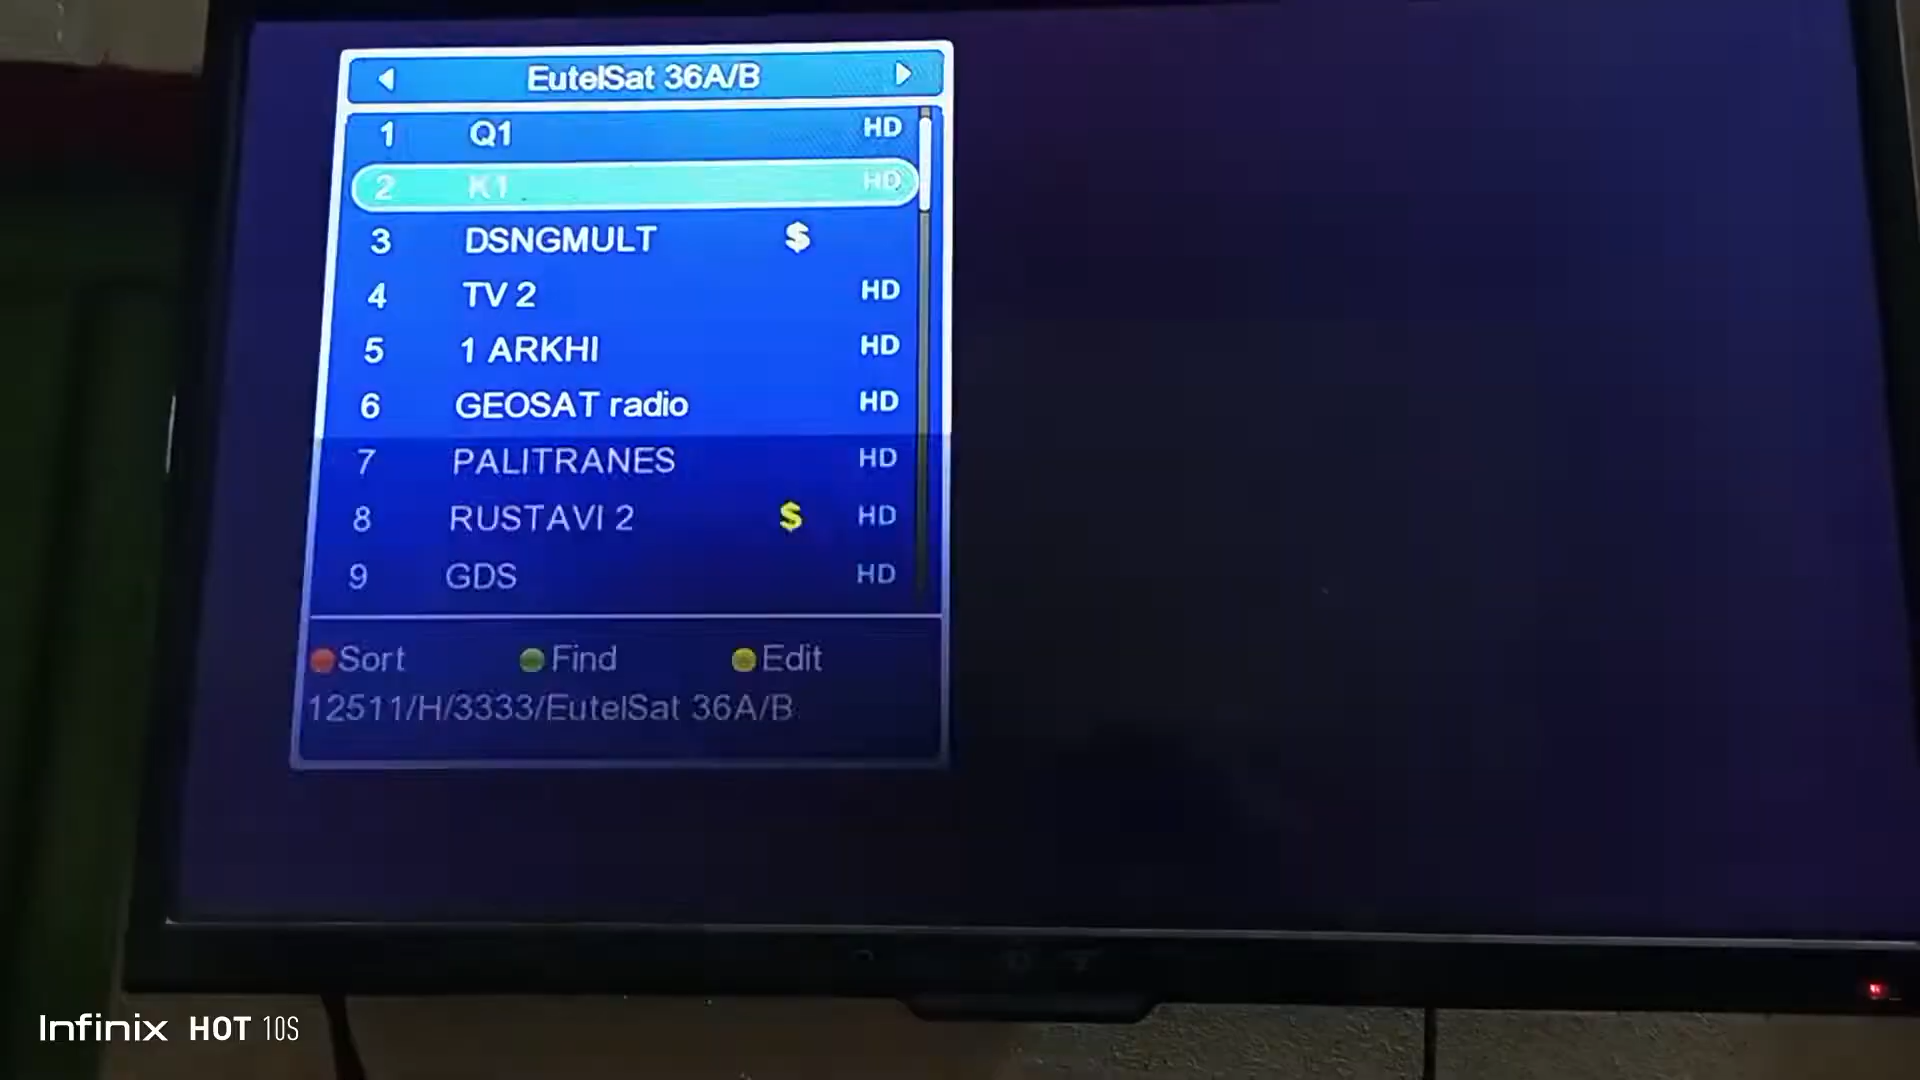 EutelSat 36A/B
1 Q1 HD
2 K1 HD
3 DSNGMULT $
4 TV 2 HD
5 1 ARKHI HD
6 GEOSAT radio HD
7 PALITRANES HD
8 RUSTAVI 2 $ HD
9 GDS HD
Sort Find Edit
12511/H/3333/EutelSat 36A/B
Infinix HOT 10S